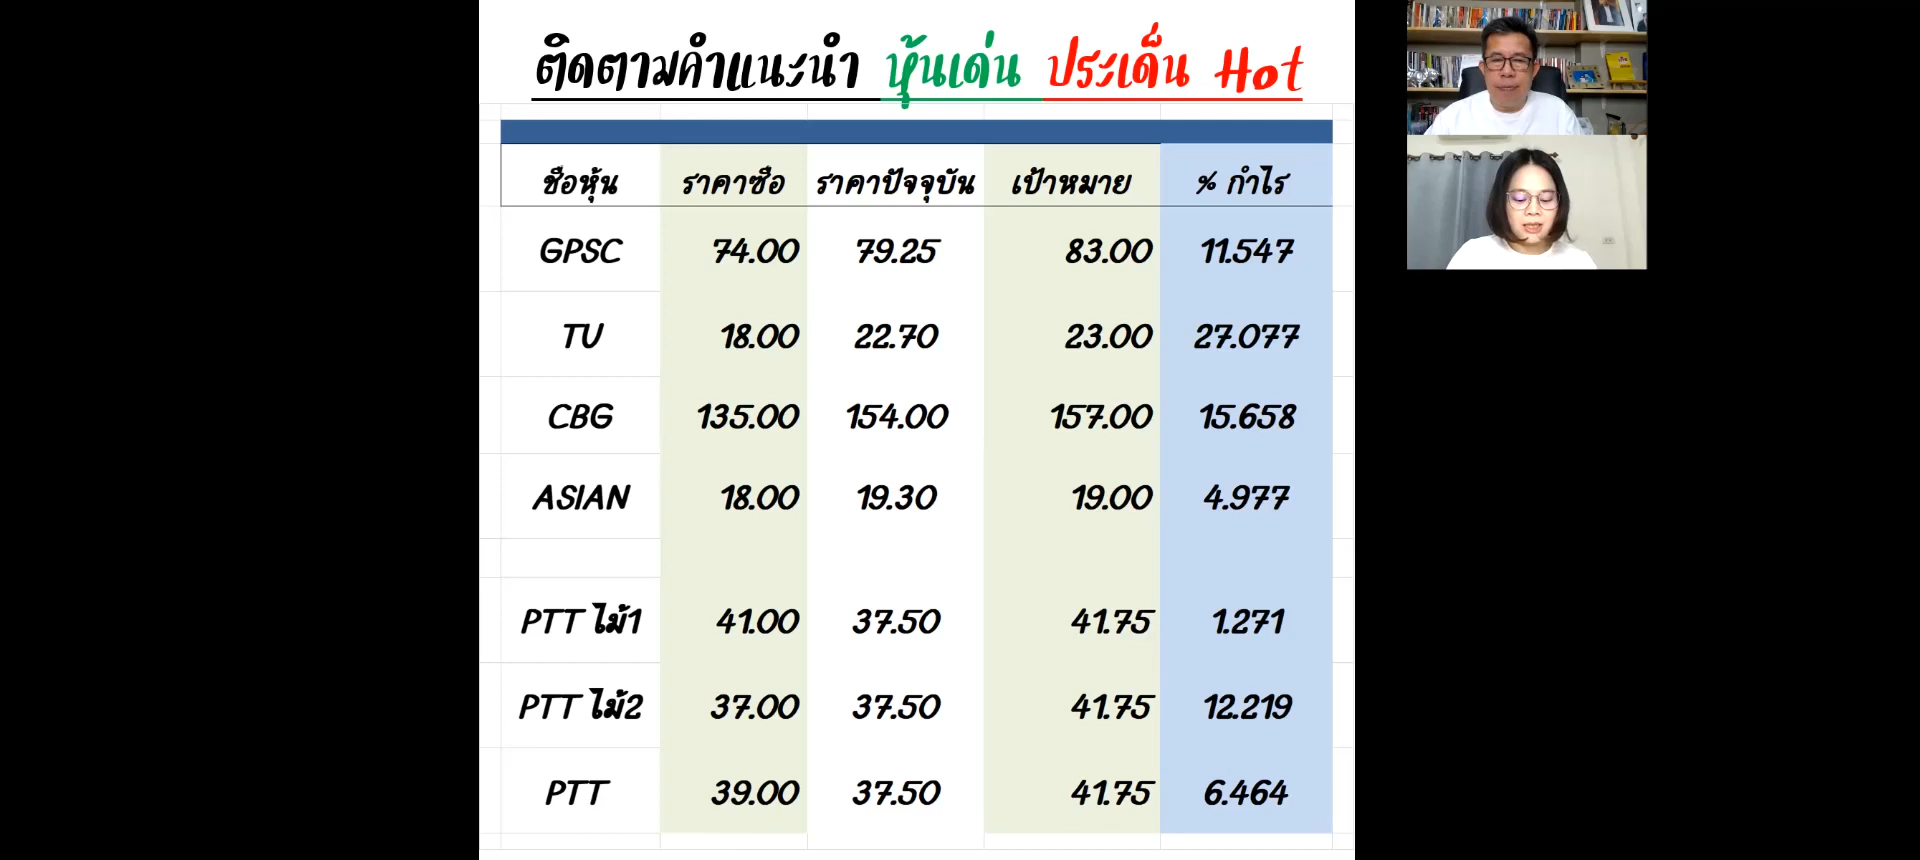 ติดตามคำแนะนำ หุ้นเด่น ประเด็น Hot
ชื่อหุ้น ราคาซื้อ ราคาปัจจุบัน เป้าหมาย % กำไร
GPSC 74.00 79.25 83.00 11.547
TU 18.00 22.70 23.00 27.077
CBG 135.00 154.00 157.00 15.658
ASIAN 18.00 19.30 19.00 4.977
PTT ไม้1 41.00 37.50 41.75 1.271
PTT ไม้2 37.00 37.50 41.75 12.219
PTT 39.00 37.50 41.75 6.464